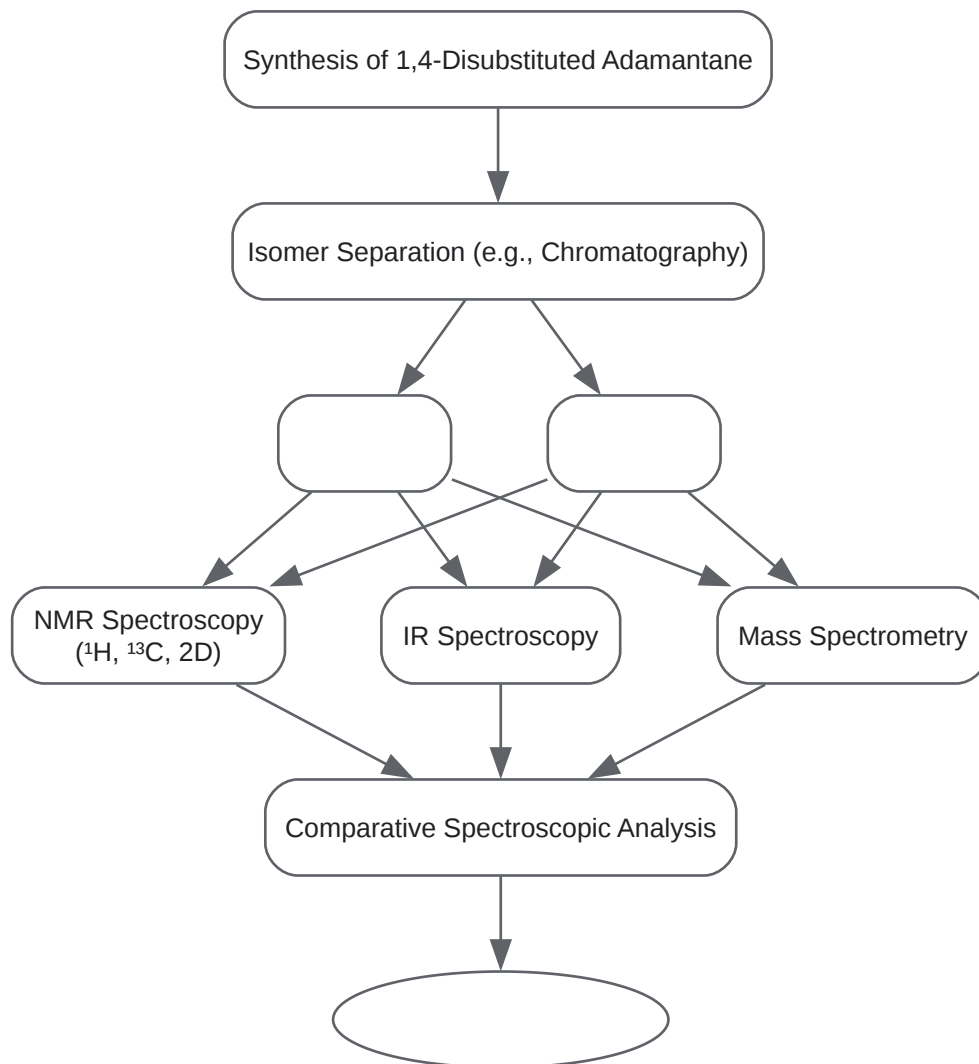 Synthesis of 1,4-Disubstituted Adamantane
Isomer Separation (e.g., Chromatography)
NMR Spectroscopy
(¹H, ¹³C, 2D)
IR Spectroscopy
Mass Spectrometry
Comparative Spectroscopic Analysis